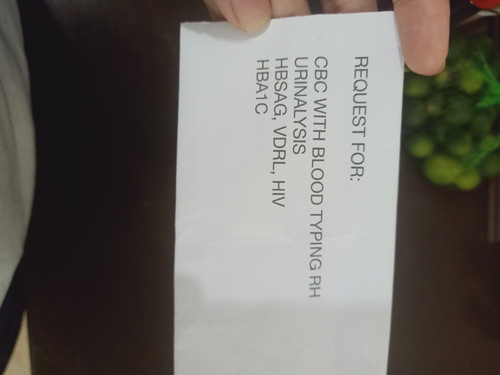 REQUEST FOR:
CBC WITH BLOOD TYPING RH
URINALYSIS
HBSAG, VDRL, HIV
HBA1C